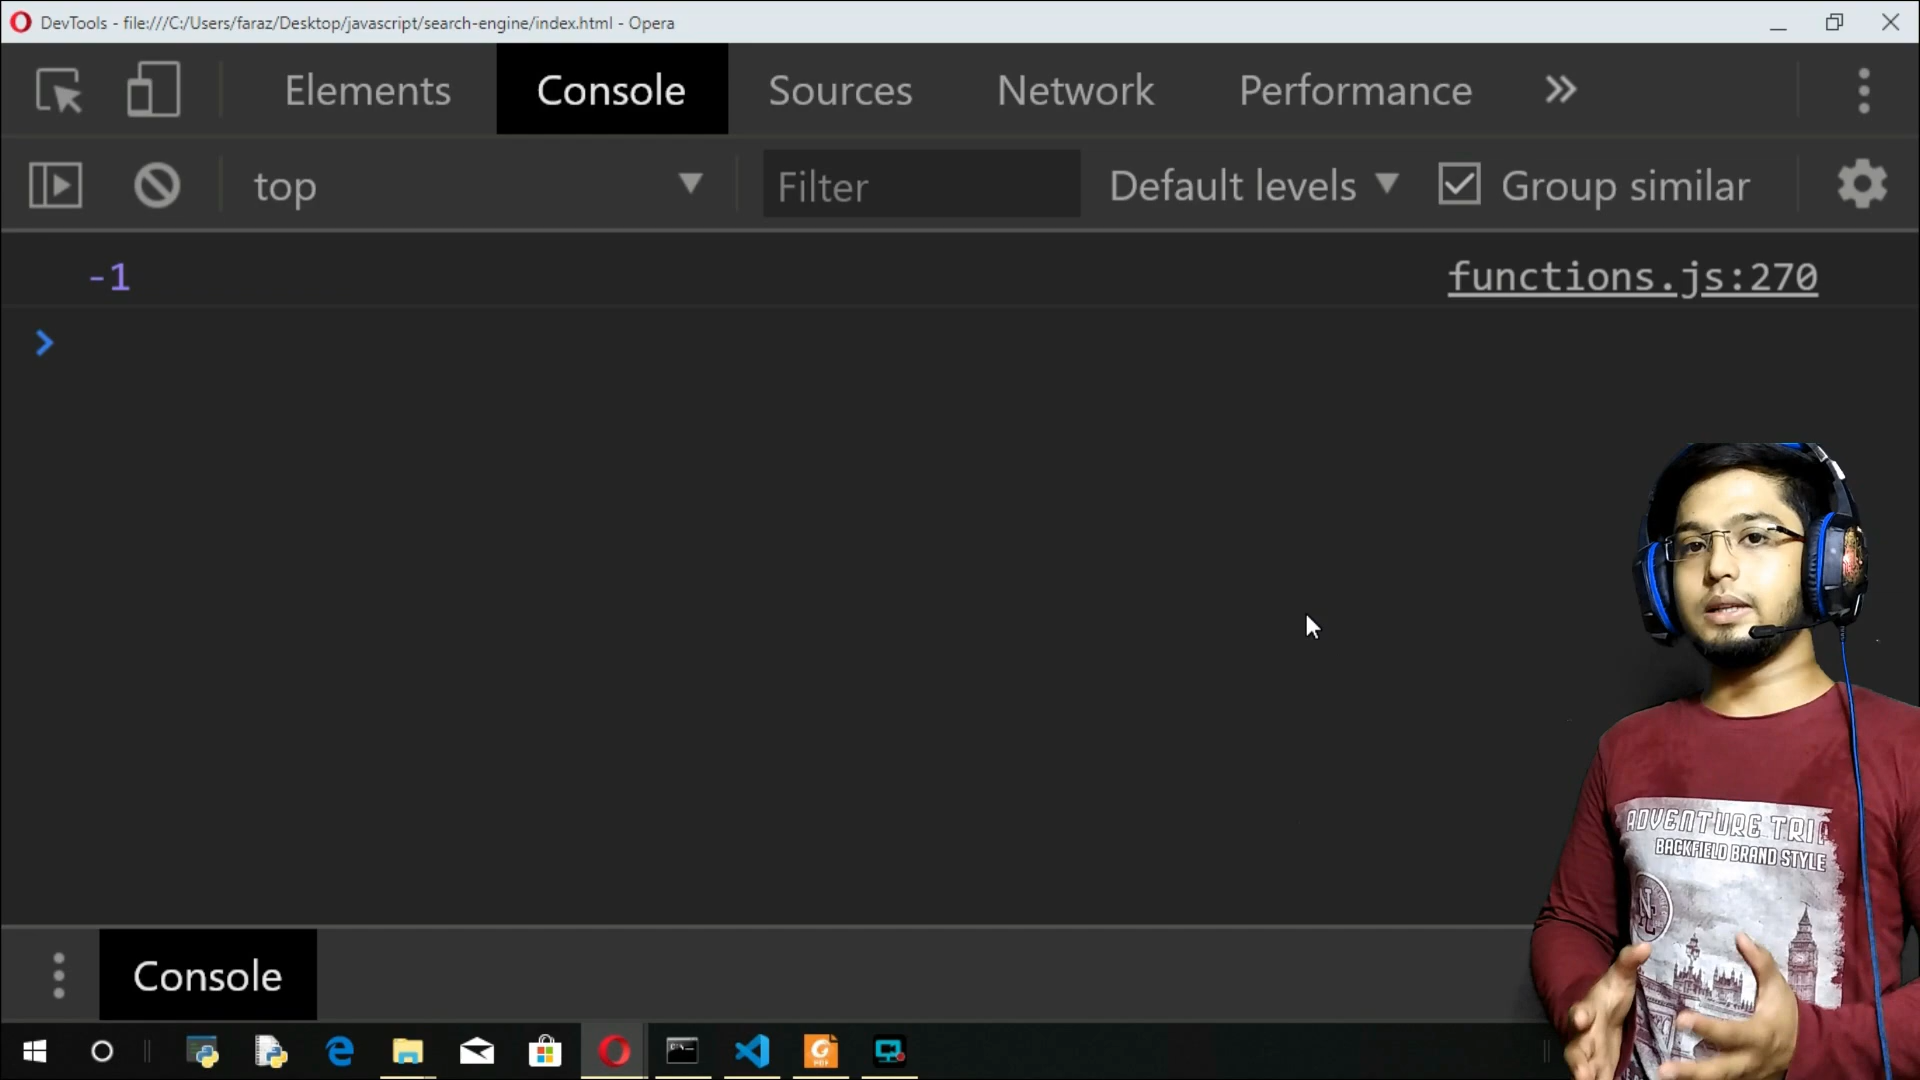 DevTools - file:///C:/Users/faraz/Desktop/javascript/search-engine/index.html - Opera
Elements Console Sources Network Performance
top Filter Default levels Group similar
-1 functions.js:270
ADVENTURE TRI
BACKFIELD BRAND STYLE
Console